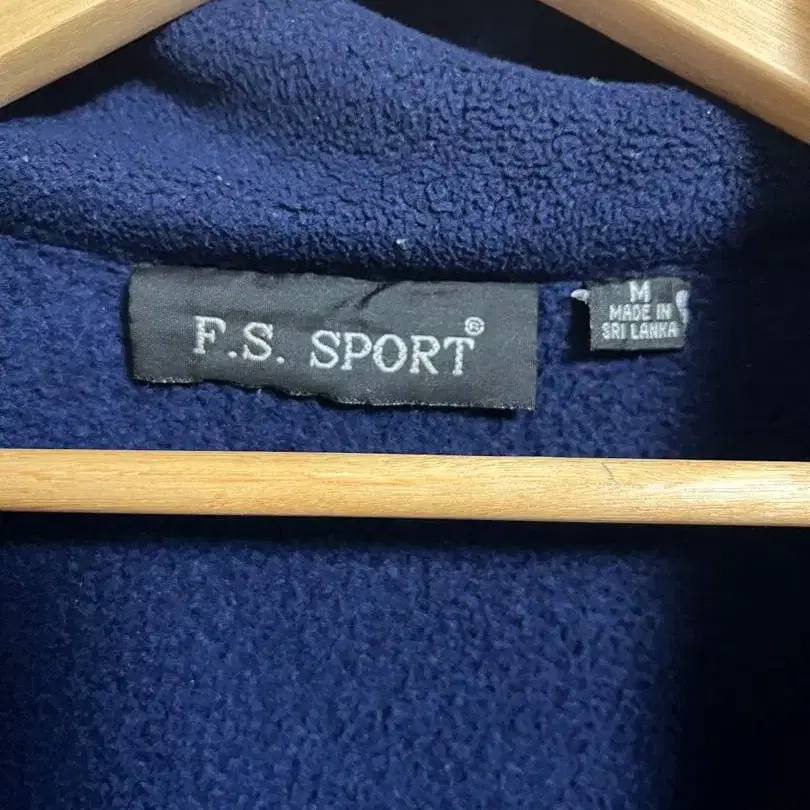 F.S. SPORT®
M
MADE IN
SRI LANKA